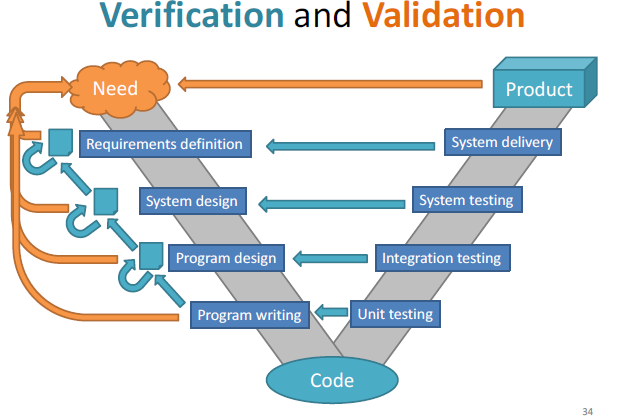 Verification and Validation
Need
Product
Requirements definition
System delivery
System design
System testing
Program design
Integration testing
Program writing
Unit testing
Code
34